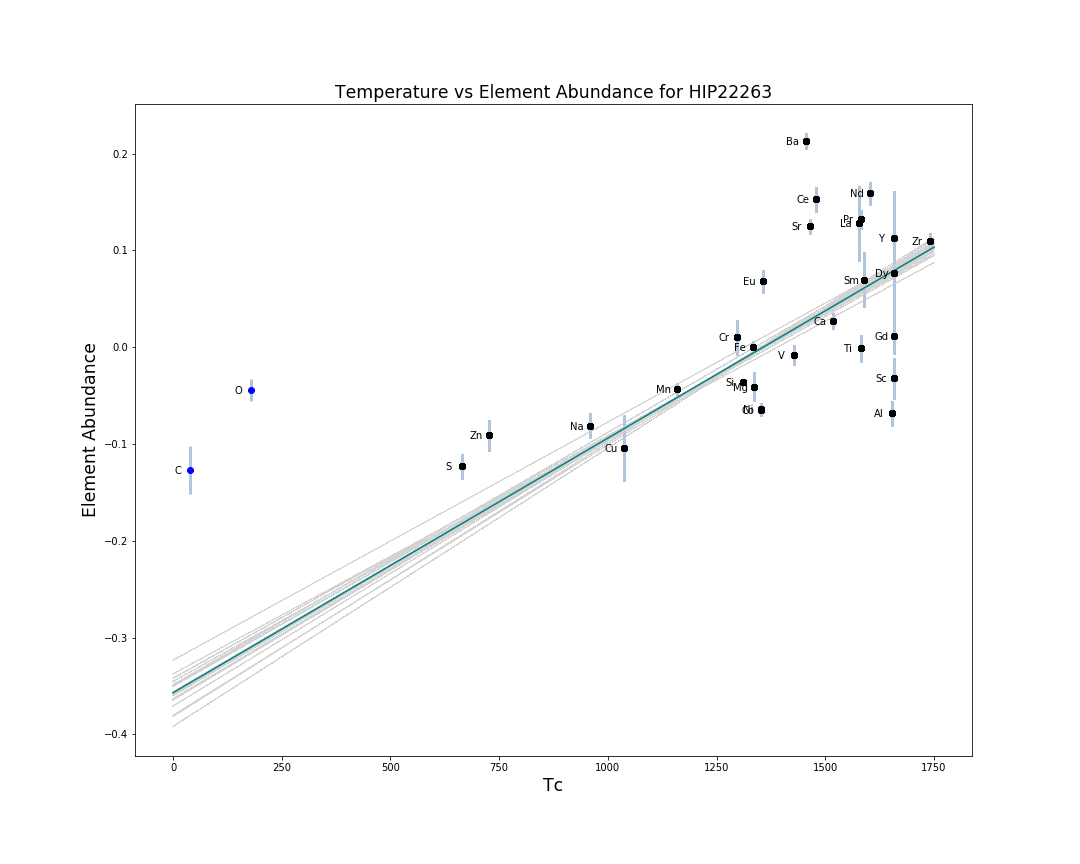 Temperature vs Element Abundance for HIP22263
Element Abundance
0.2
0.1
0.0
−0.1
−0.2
−0.3
−0.4
Ba
Nd
Ce
Pr
La
Sr
Y
Zr
Dy
Sm
Eu
Ca
Cr
Gd
Fe
Ti
V
Sc
Si
Mg
Mn
O
Ni
Al
Na
Zn
Cu
S
C
0
250
500
750
1000
1250
1500
1750
Tc